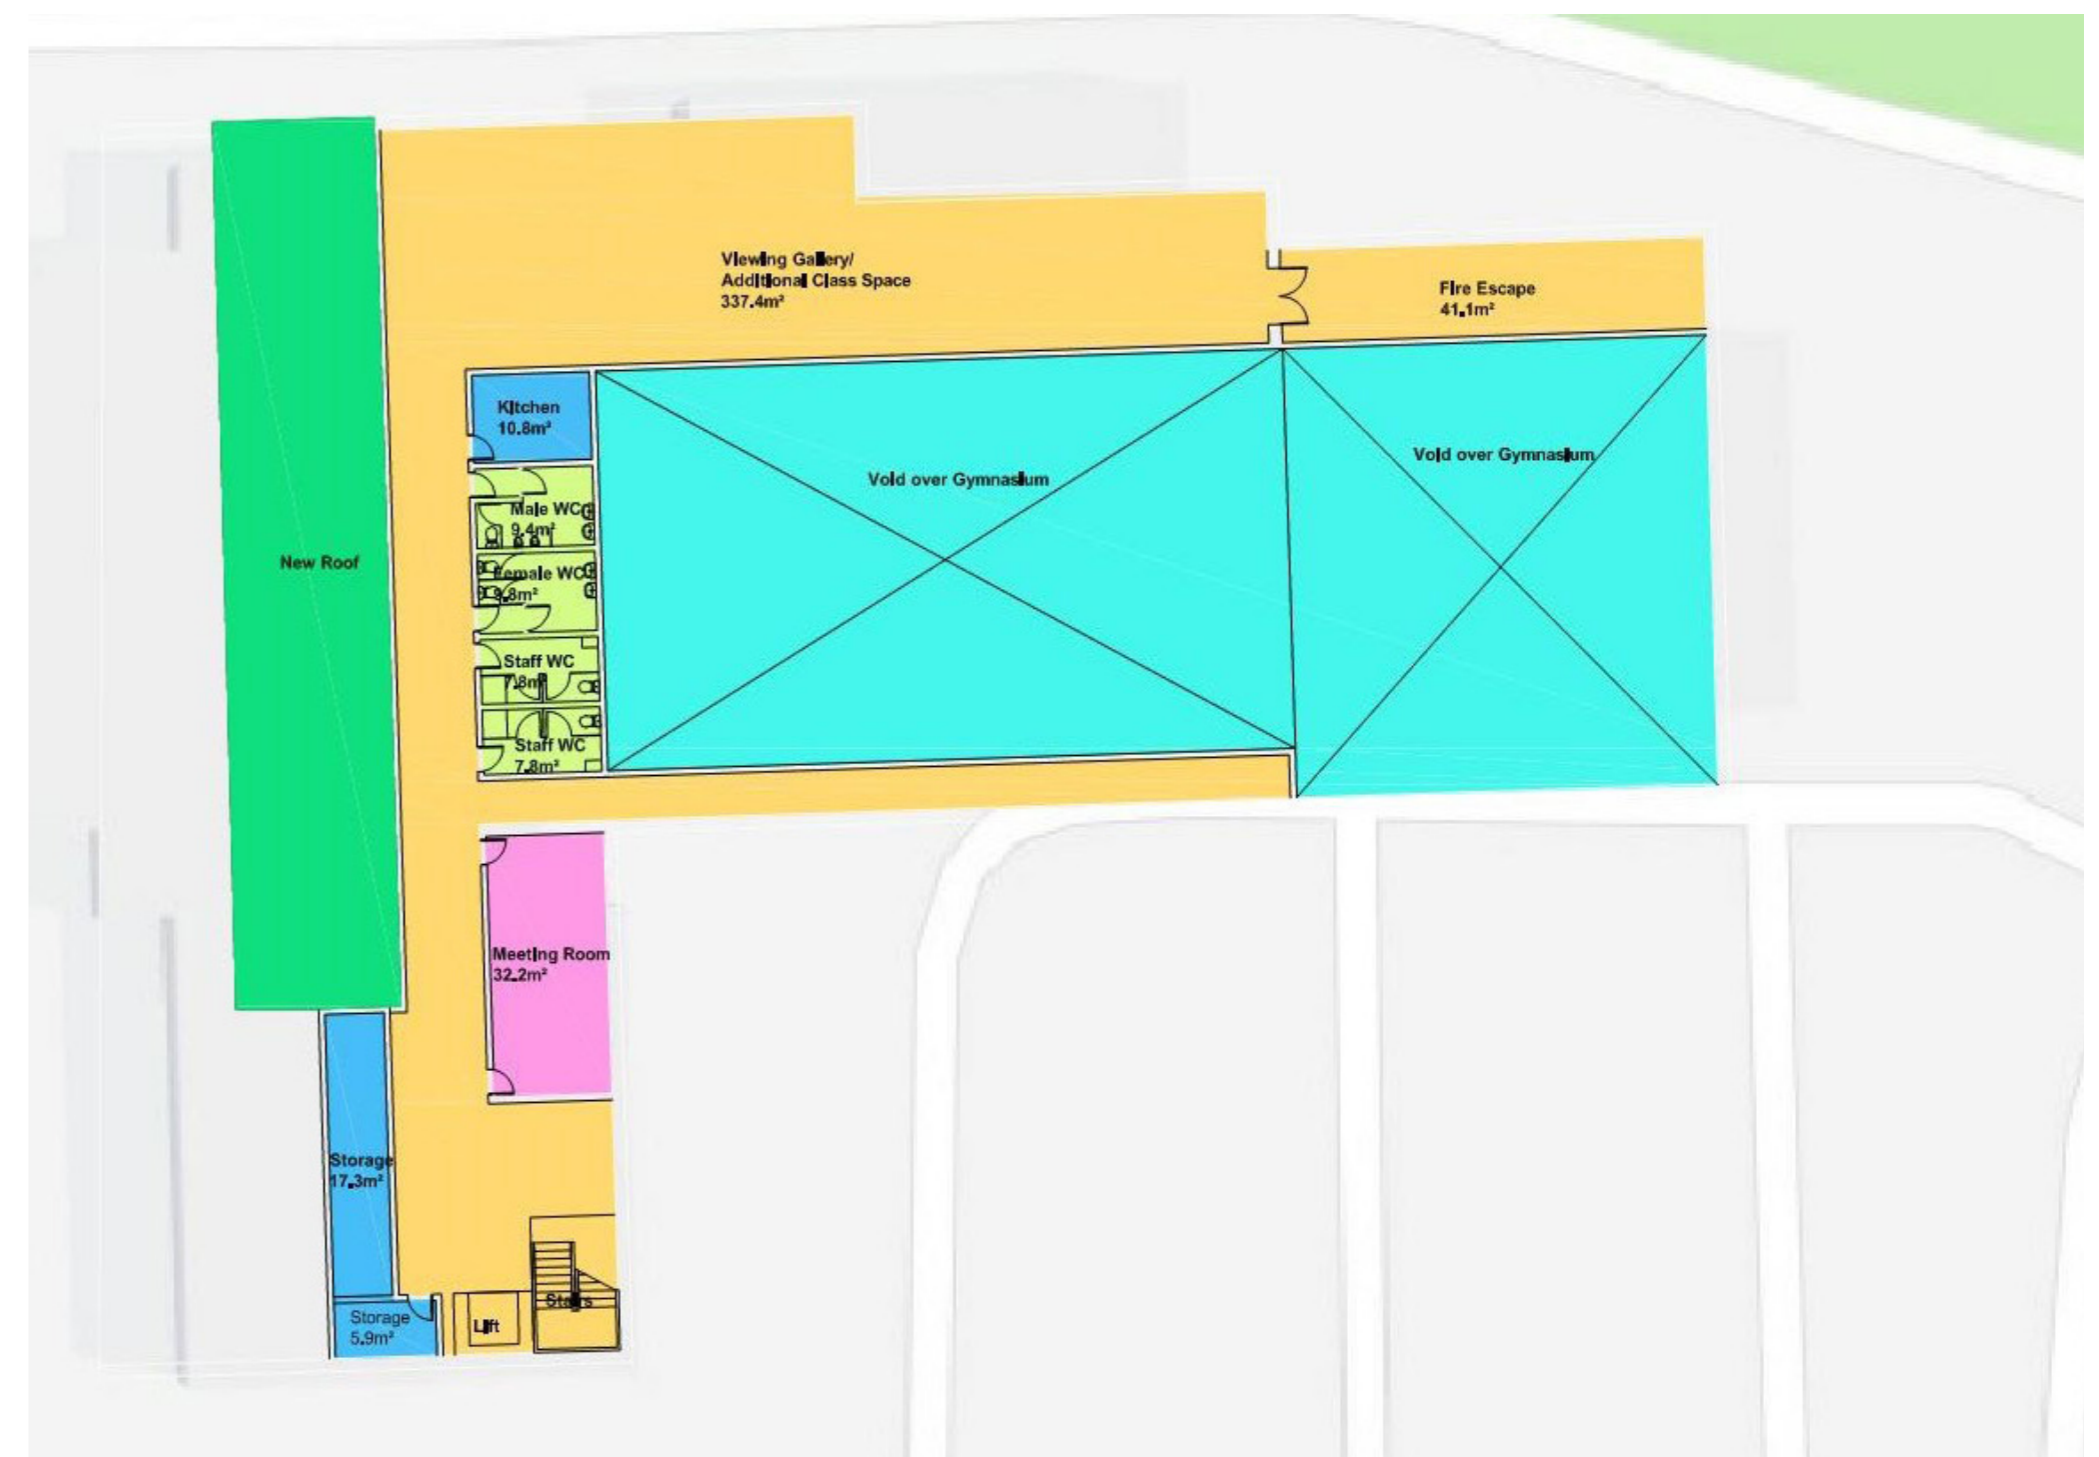 Viewing Gallery/
Additional Class Space
337.4m²
Fire Escape
41.1m²
Kitchen
10.8m²
Void over Gymnasium
Void over Gymnasium
Male WC
9.4m²
New Roof
Female WC
9.8m²
Staff WC
7.8m²
Staff WC
7.8m²
Meeting Room
32.2m²
Storage
17.3m²
Stairs
Storage
5.9m²
Lift